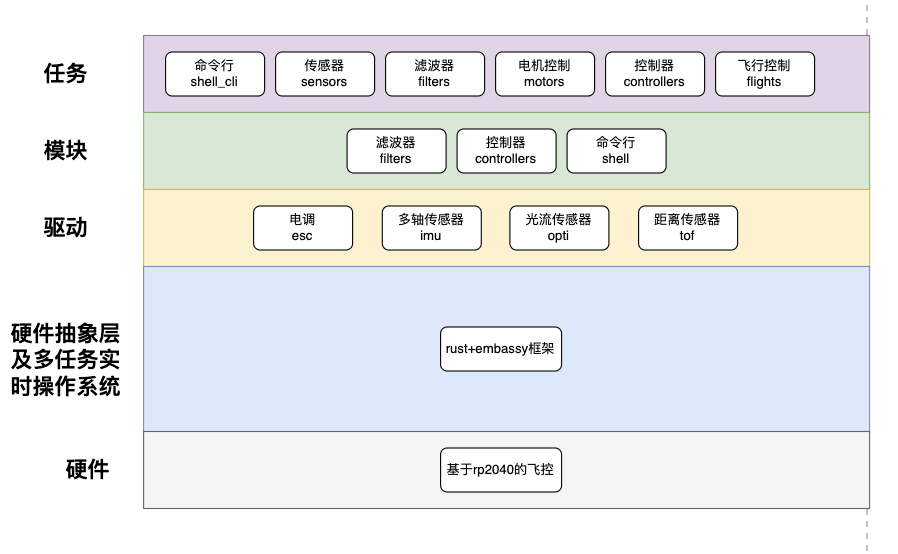 任务
命令行
shell_cli
传感器
sensors
滤波器
filters
电机控制
motors
控制器
controllers
飞行控制
flights
模块
滤波器
filters
控制器
controllers
命令行
shell
驱动
电调
esc
多轴传感器
imu
光流传感器
opti
距离传感器
tof
硬件抽象层
及多任务实
时操作系统
rust+embassy框架
硬件
基于rp2040的飞控